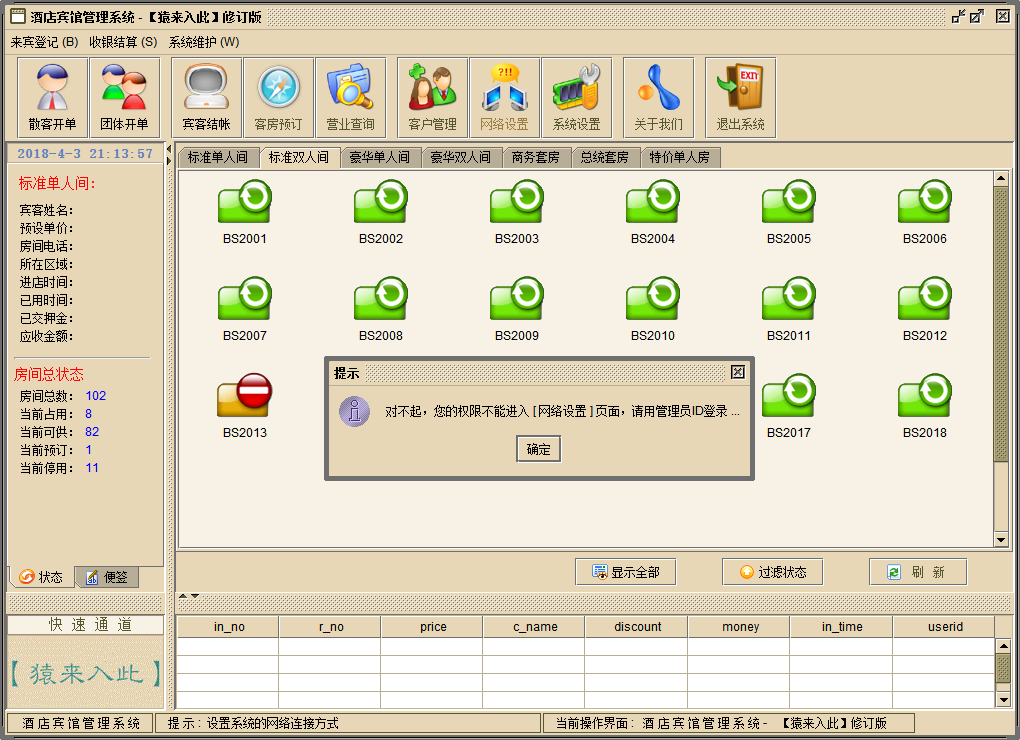 酒店宾馆管理系统 -【猿来入此】修订版
来宾登记 (B) 收银结算 (S) 系统维护 (W)
散客开单 团体开单 宾客结帐 客房预订 营业查询 客户管理 网络设置 系统设置 关于我们 退出系统
?!!
EXIT
2018-4-3 21:13:57
标准单人间 标准双人间 豪华单人间 豪华双人间 商务套房 总统套房 特价单人房
标准单人间:
宾客姓名:
预设单价:
房间电话:
所在区域:
进店时间:
已用时间:
已交押金:
应收金额:
房间总状态
房间总数: 102
当前占用: 8
当前可供: 82
当前预订: 1
当前停用: 11
状态 便签
快 速 通 道
【猿来入此】
BS2001 BS2002 BS2003 BS2004 BS2005 BS2006
BS2007 BS2008 BS2009 BS2010 BS2011 BS2012
BS2013 BS2017 BS2018
提示
对不起，您的权限不能进入 [ 网络设置 ] 页面，请用管理员ID登录 ...
确定
显示全部 过滤状态 刷 新
in_no r_no price c_name discount money in_time userid
酒店宾馆管理系统 提示 : 设置系统的网络连接方式 当前操作界面: 酒店宾馆管理系统- 【猿来入此】修订版